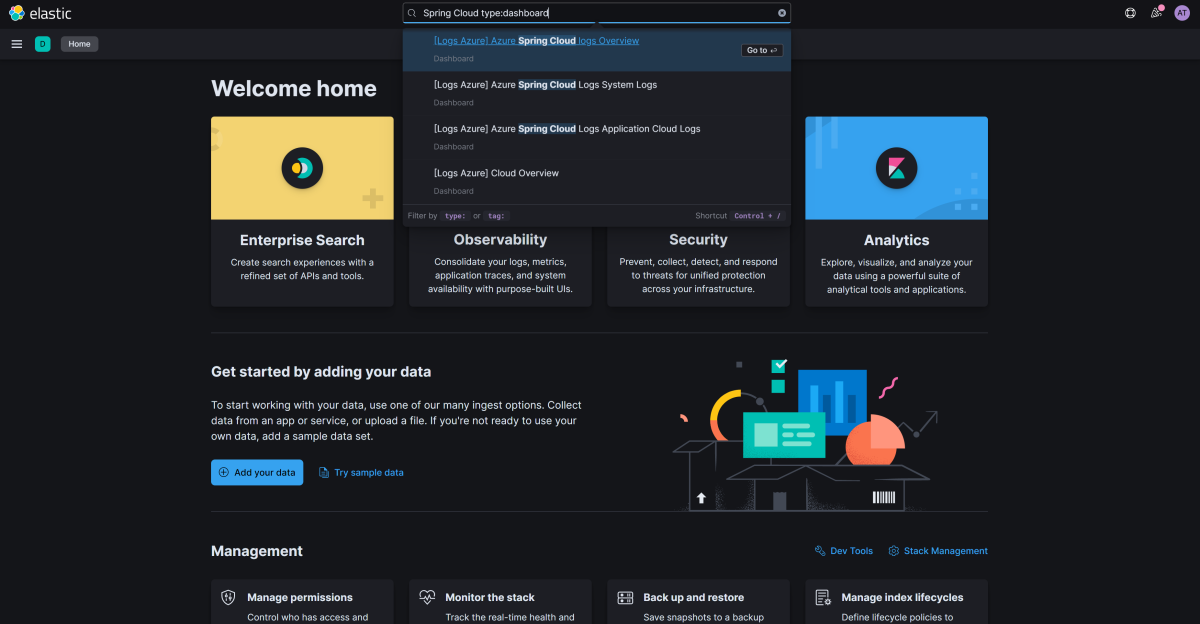 elastic
Spring Cloud type:dashboard
AT
D
Home
[Logs Azure] Azure Spring Cloud logs Overview
Dashboard
Go to
[Logs Azure] Azure Spring Cloud Logs System Logs
Dashboard
[Logs Azure] Azure Spring Cloud Logs Application Cloud Logs
Dashboard
[Logs Azure] Cloud Overview
Dashboard
Filter by type: or tag:
Shortcut Control + /
Welcome home
Enterprise Search
Create search experiences with a
refined set of APIs and tools.
Observability
Consolidate your logs, metrics,
application traces, and system
availability with purpose-built UIs.
Security
Prevent, collect, detect, and respond
to threats for unified protection
across your infrastructure.
Analytics
Explore, visualize, and analyze your
data using a powerful suite of
analytical tools and applications.
Get started by adding your data
To start working with your data, use one of our many ingest options. Collect
data from an app or service, or upload a file. If you're not ready to use your
own data, add a sample data set.
Add your data
Try sample data
Management
Dev Tools
Stack Management
Manage permissions
Control who has access and
Monitor the stack
Track the real-time health and
Back up and restore
Save snapshots to a backup
Manage index lifecycles
Define lifecycle policies to